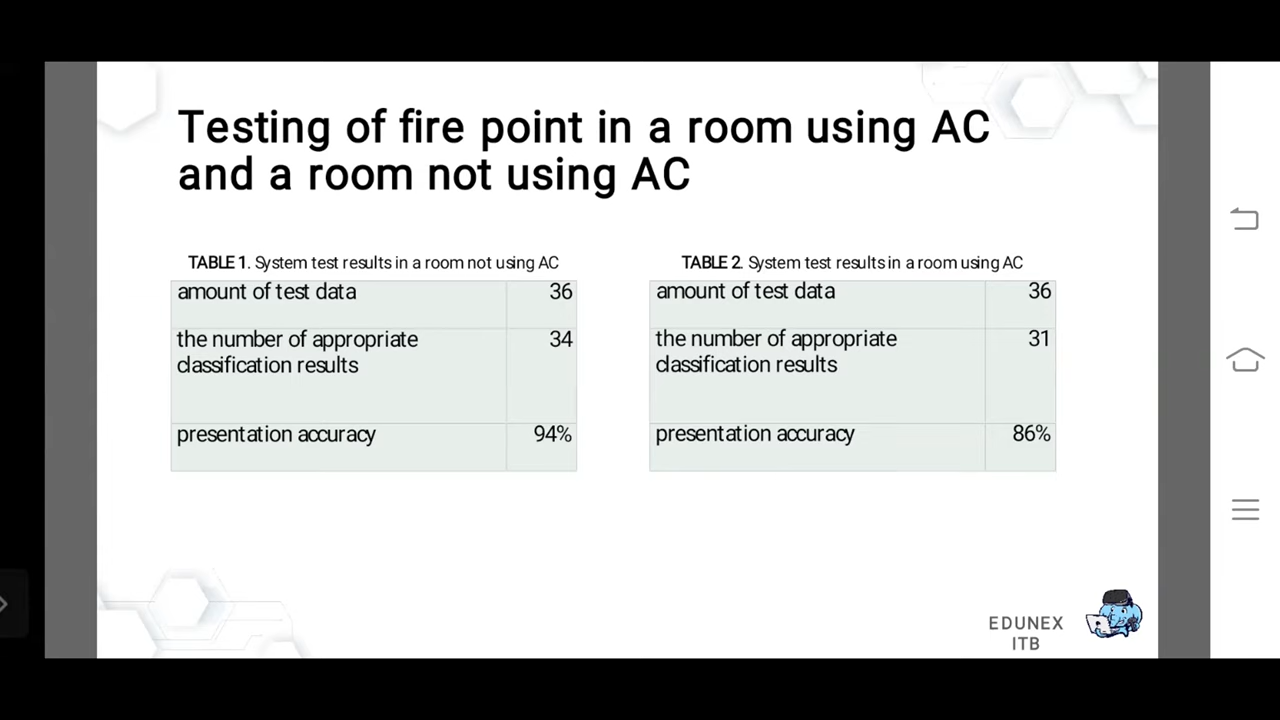 Testing of fire point in a room using AC
and a room not using AC
TABLE 1. System test results in a room not using AC
amount of test data 36
the number of appropriate 34
classification results
presentation accuracy 94%
TABLE 2. System test results in a room using AC
amount of test data 36
the number of appropriate 31
classification results
presentation accuracy 86%
EDUNEX
ITB